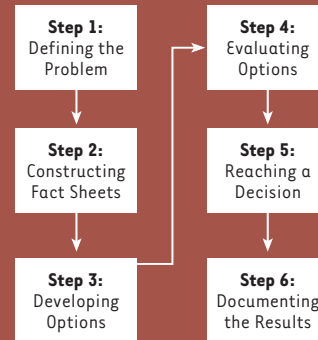 Step 1:
Defining the
Problem
Step 2:
Constructing
Fact Sheets
Step 3:
Developing
Options
Step 4:
Evaluating
Options
Step 5:
Reaching a
Decision
Step 6:
Documenting
the Results